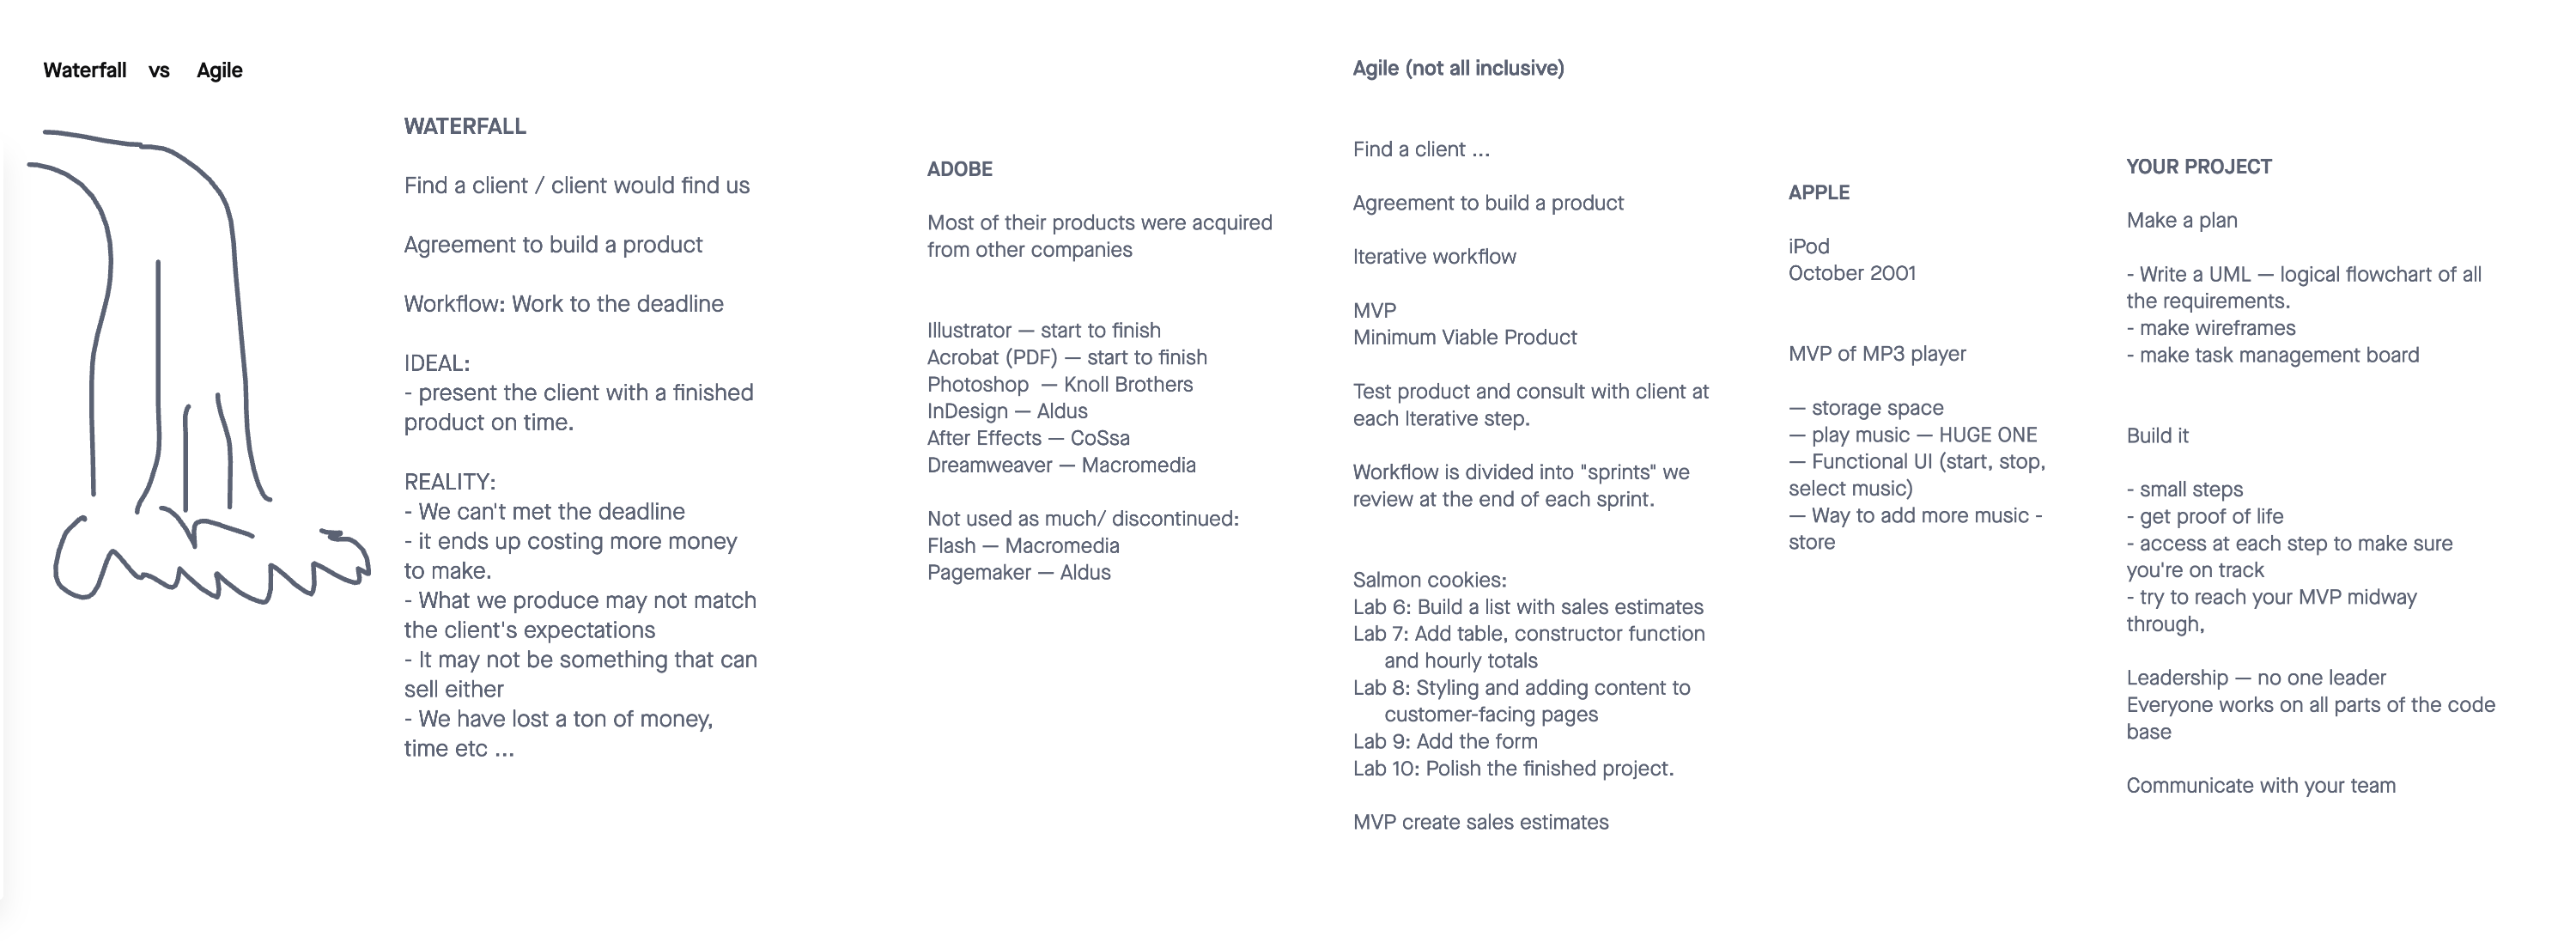 Waterfall vs Agile
WATERFALL
Find a client / client would find us
Agreement to build a product
Workflow: Work to the deadline
IDEAL:
- present the client with a finished
product on time.
REALITY:
- We can't met the deadline
- it ends up costing more money
to make.
- What we produce may not match
the client's expectations
- It may not be something that can
sell either
- We have lost a ton of money,
time etc ...
ADOBE
Most of their products were acquired
from other companies
Illustrator — start to finish
Acrobat (PDF) — start to finish
Photoshop — Knoll Brothers
InDesign — Aldus
After Effects — CoSsa
Dreamweaver — Macromedia
Not used as much/ discontinued:
Flash — Macromedia
Pagemaker — Aldus
Agile (not all inclusive)
Find a client ...
Agreement to build a product
Iterative workflow
MVP
Minimum Viable Product
Test product and consult with client at
each Iterative step.
Workflow is divided into "sprints" we
review at the end of each sprint.
Salmon cookies:
Lab 6: Build a list with sales estimates
Lab 7: Add table, constructor function
and hourly totals
Lab 8: Styling and adding content to
customer-facing pages
Lab 9: Add the form
Lab 10: Polish the finished project.
MVP create sales estimates
APPLE
iPod
October 2001
MVP of MP3 player
— storage space
— play music — HUGE ONE
— Functional UI (start, stop,
select music)
— Way to add more music -
store
YOUR PROJECT
Make a plan
- Write a UML — logical flowchart of all
the requirements.
- make wireframes
- make task management board
Build it
- small steps
- get proof of life
- access at each step to make sure
you're on track
- try to reach your MVP midway
through,
Leadership — no one leader
Everyone works on all parts of the code
base
Communicate with your team